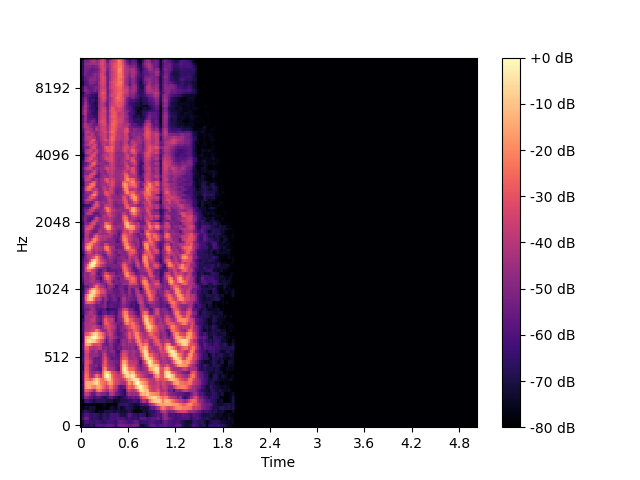 +0 dB
8192
-10 dB
4096
-20 dB
-30 dB
2048
Hz
-40 dB
1024
-50 dB
-60 dB
512
-70 dB
0
-80 dB
0 0.6 1.2 1.8 2.4 3 3.6 4.2 4.8
Time